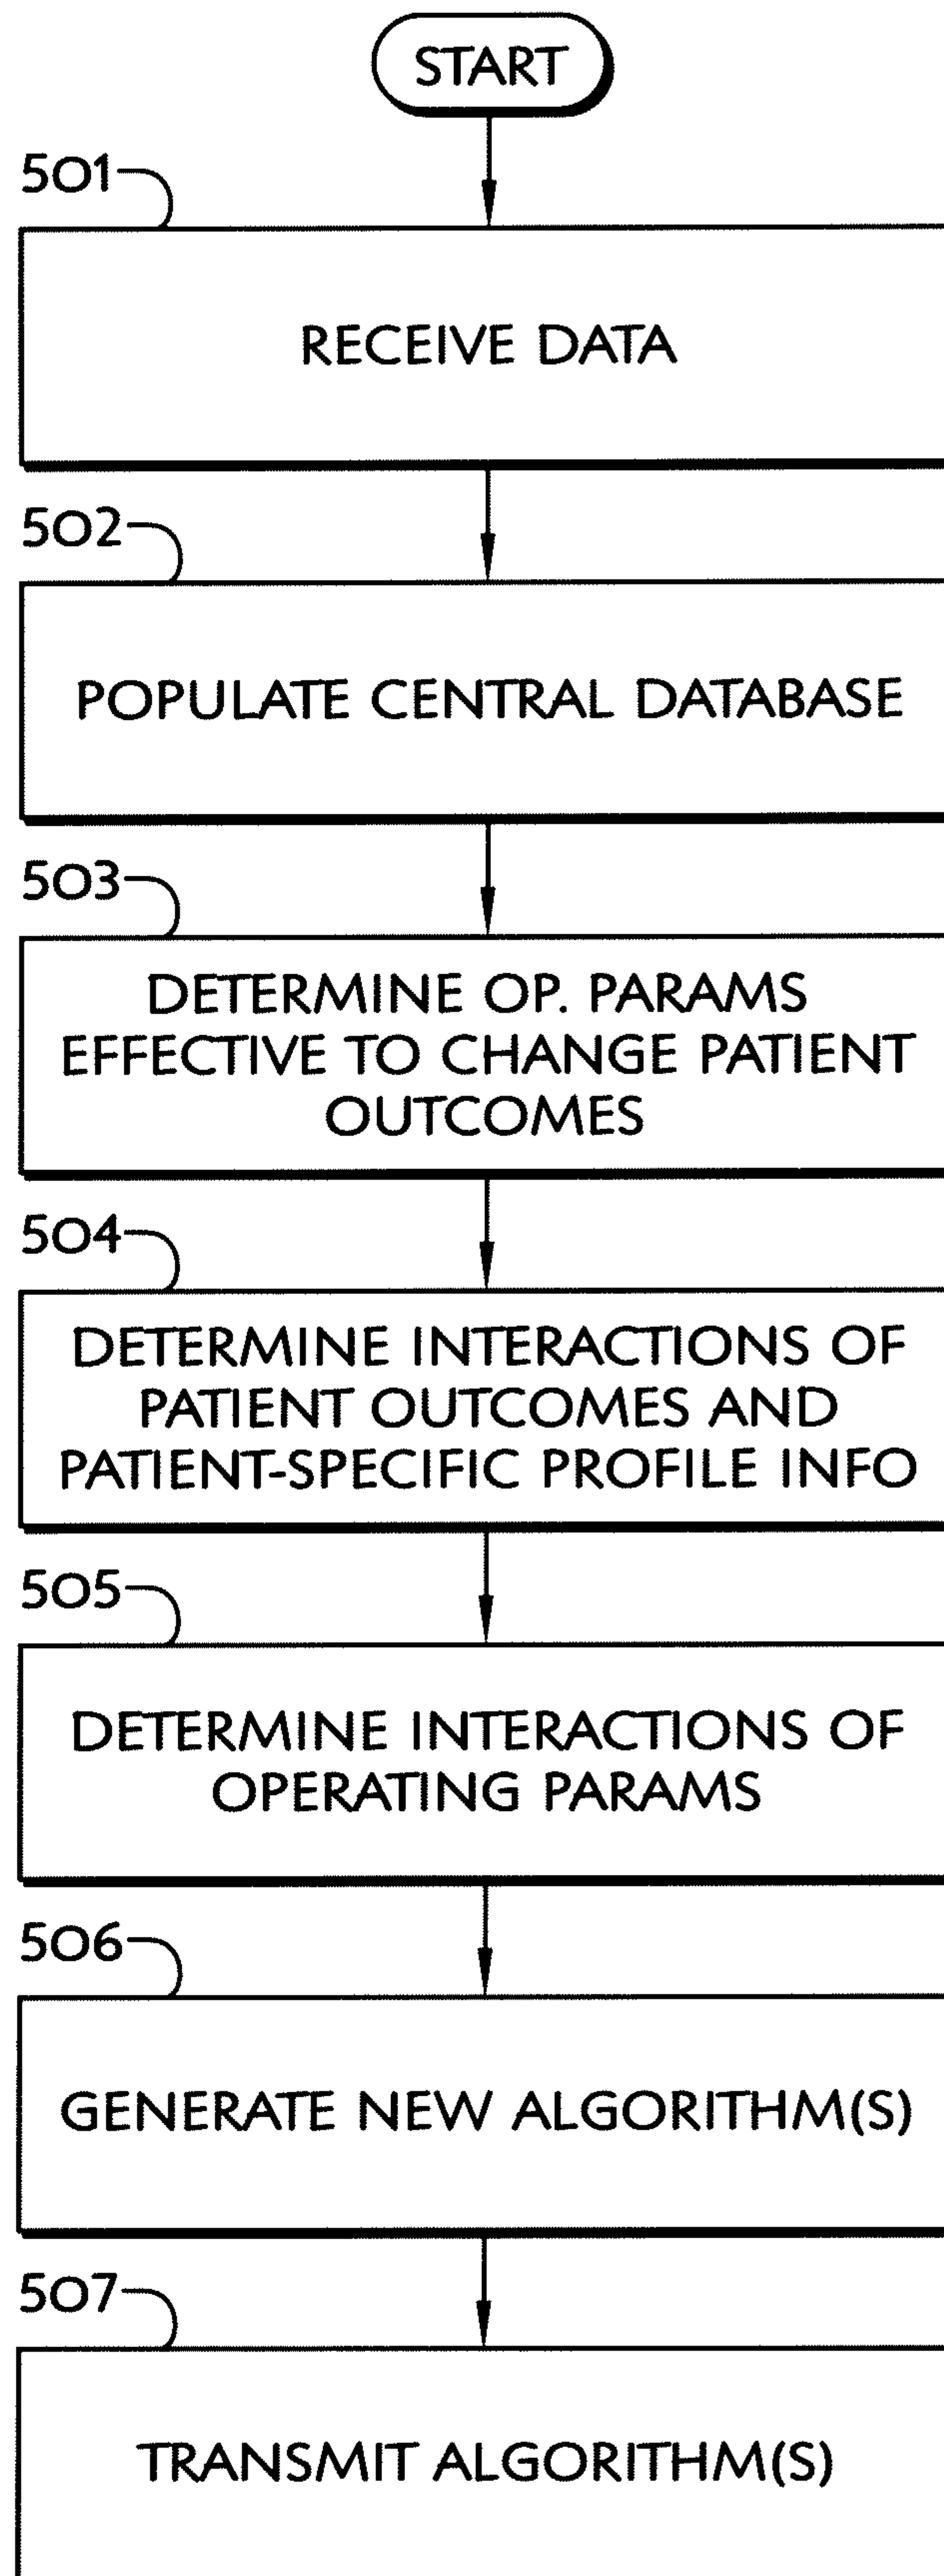 START
501
RECEIVE DATA
502
POPULATE CENTRAL DATABASE
503
DETERMINE OP. PARAMS
EFFECTIVE TO CHANGE PATIENT
OUTCOMES
504
DETERMINE INTERACTIONS OF
PATIENT OUTCOMES AND
PATIENT-SPECIFIC PROFILE INFO
505
DETERMINE INTERACTIONS OF
OPERATING PARAMS
506
GENERATE NEW ALGORITHM(S)
507
TRANSMIT ALGORITHM(S)